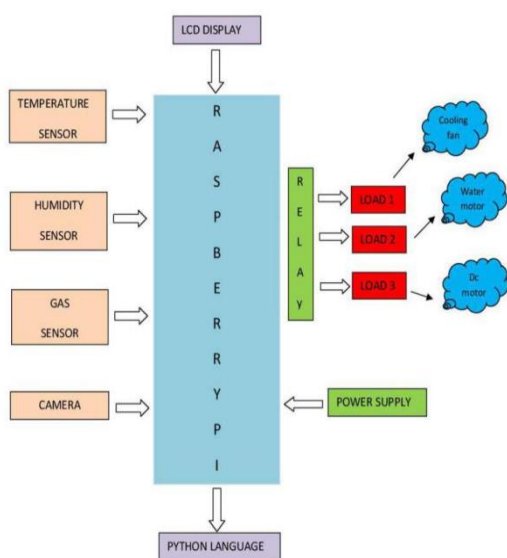 LCD DISPLAY
TEMPERATURE
SENSOR
HUMIDITY
SENSOR
GAS
SENSOR
CAMERA
R
A
S
P
B
E
R
R
Y
P
I
R
E
L
A
Y
LOAD 1
LOAD 2
LOAD 3
Cooling
fan
Water
motor
Dc
motor
POWER SUPPLY
PYTHON LANGUAGE